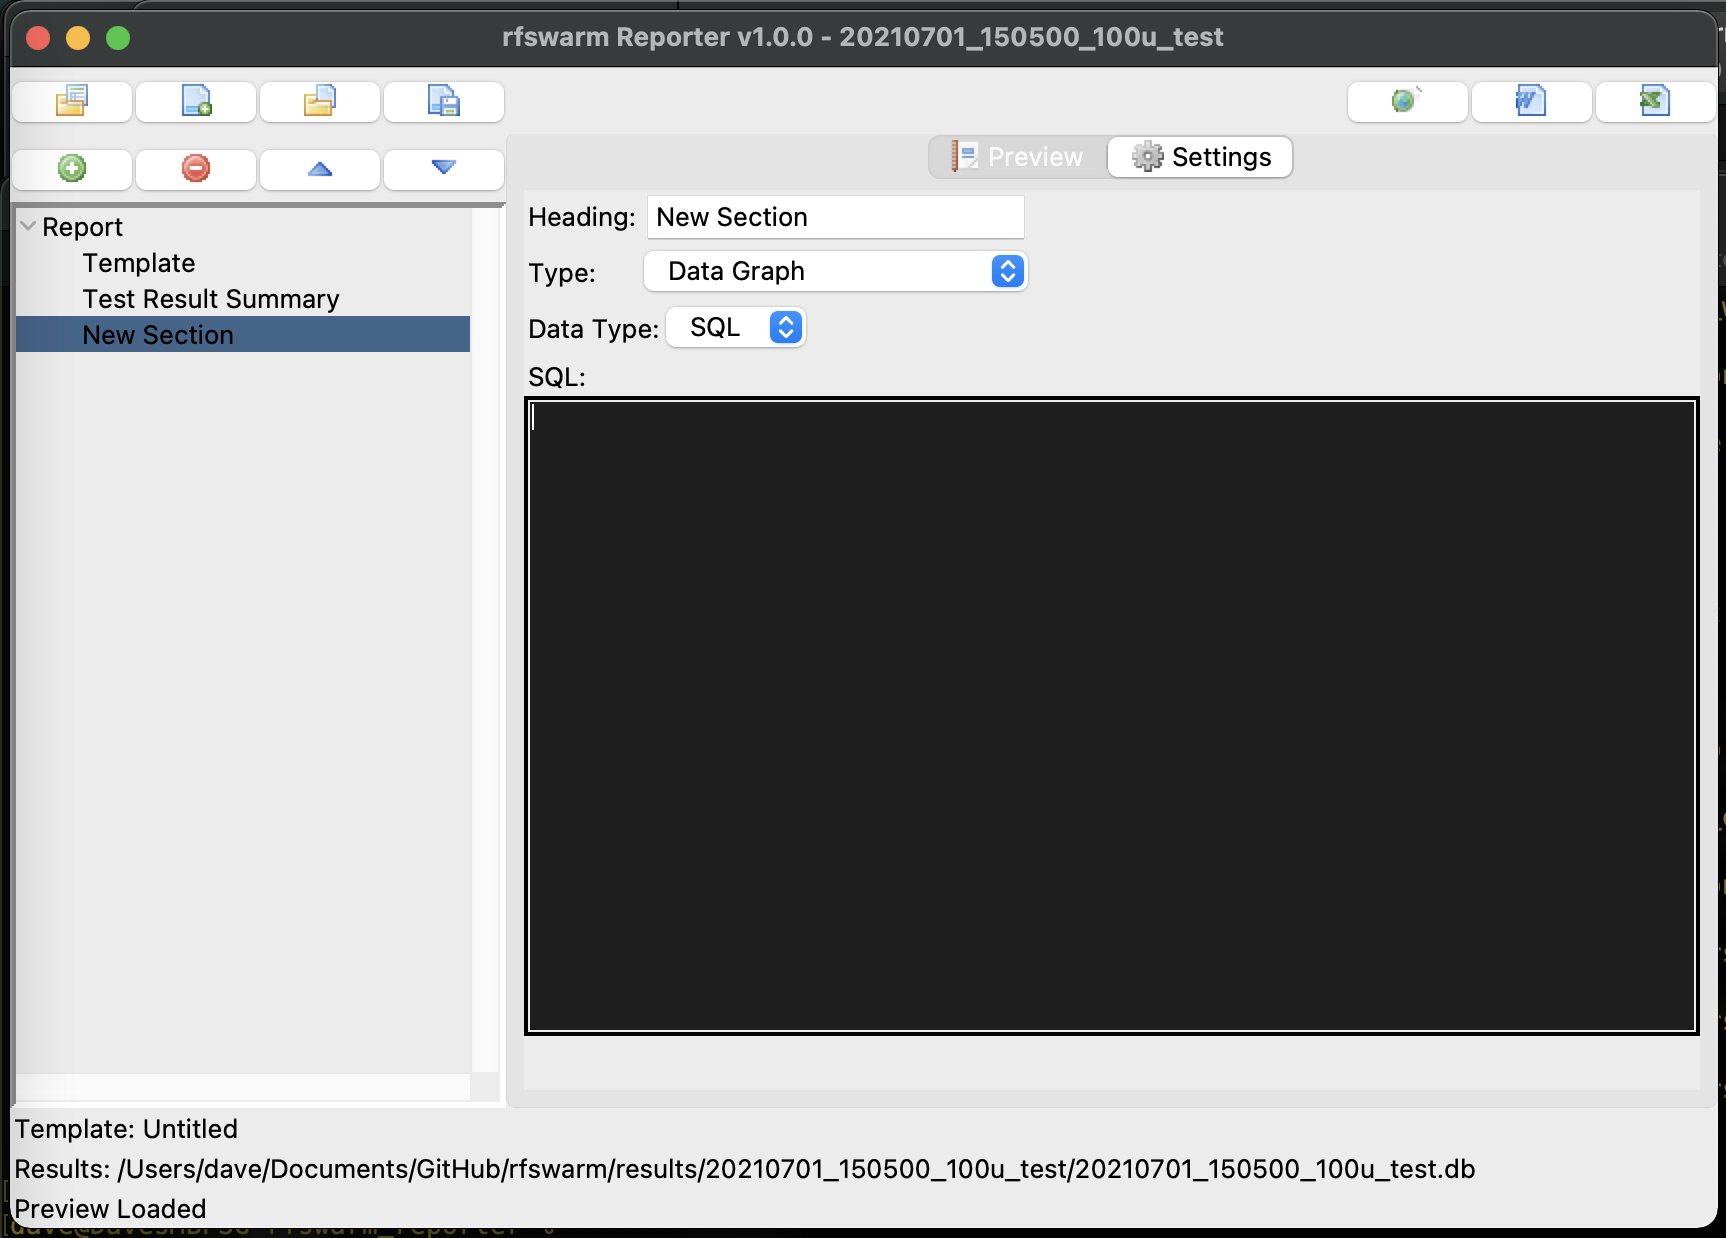 rfswarm Reporter v1.0.0 - 20210701_150500_100u_test
Preview
Settings
Report
Template
Test Result Summary
New Section
Heading: New Section
Type: Data Graph
Data Type: SQL
SQL:
Template: Untitled
Results: /Users/dave/Documents/GitHub/rfswarm/results/20210701_150500_100u_test/20210701_150500_100u_test.db
Preview Loaded